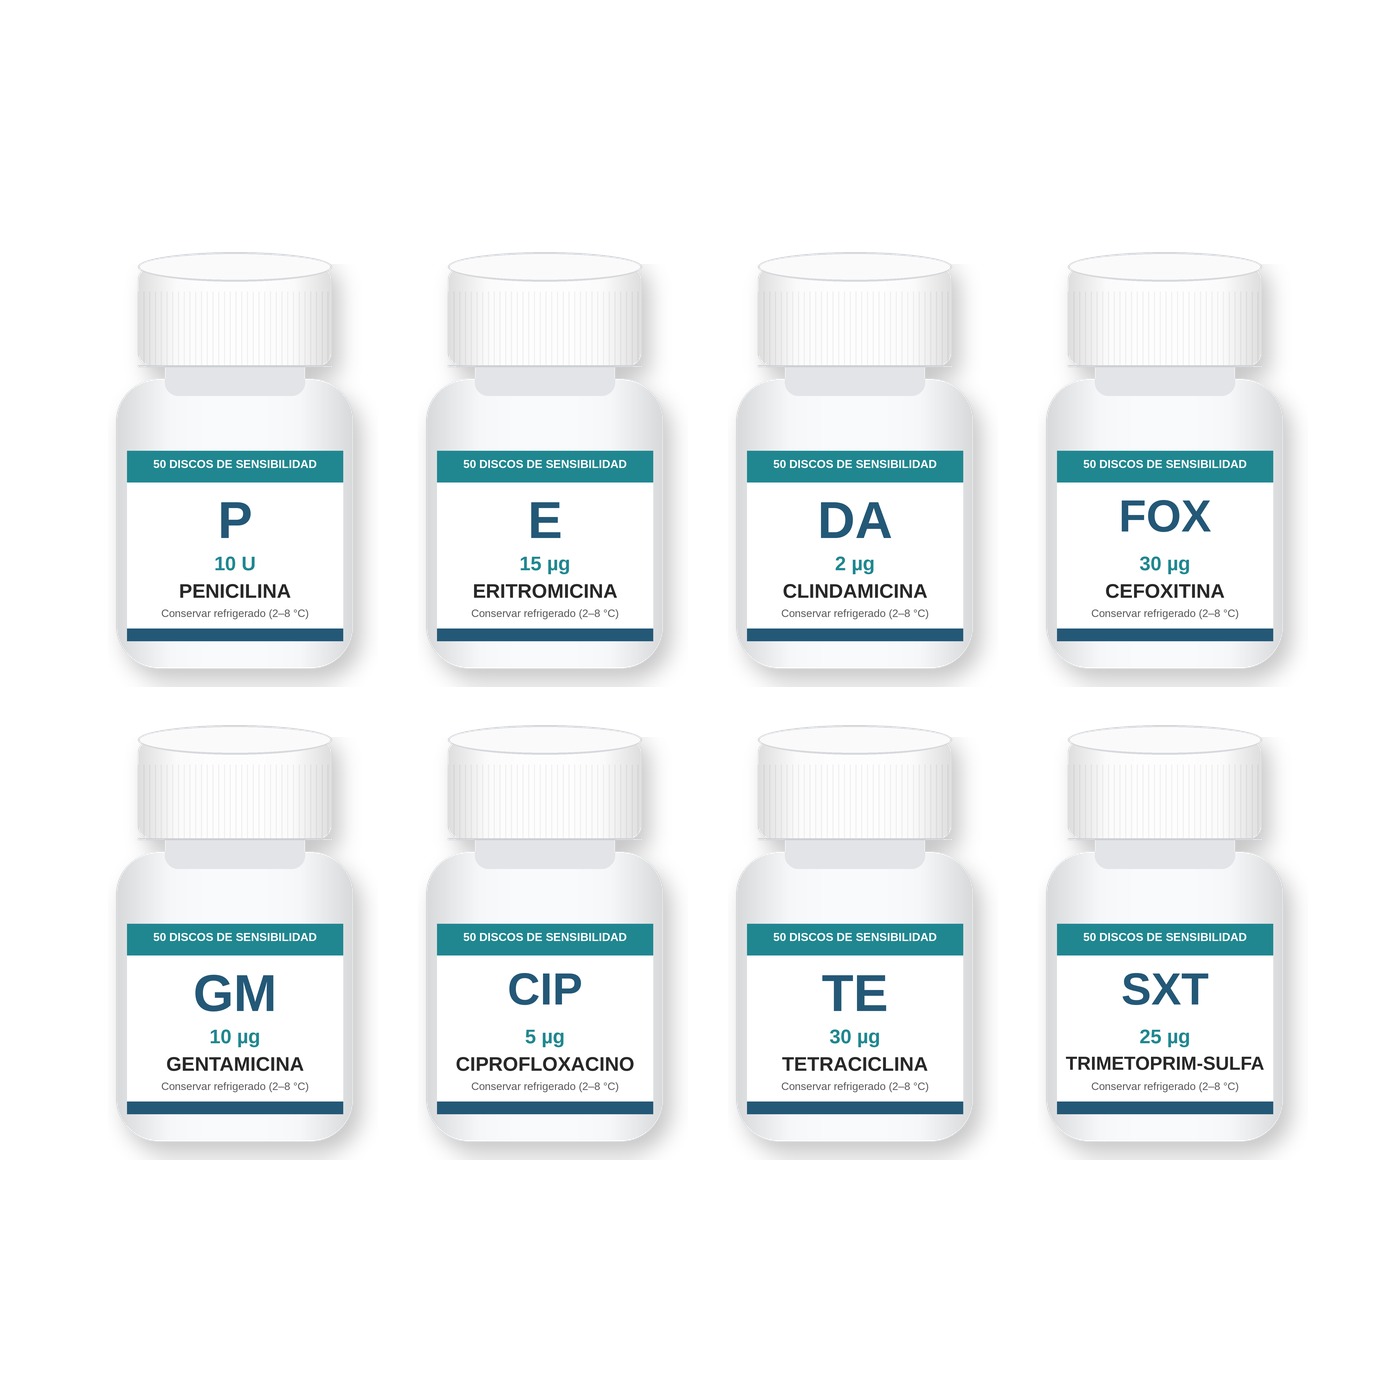 50 DISCOS DE SENSIBILIDAD
P
10 U
PENICILINA
Conservar refrigerado (2–8 °C)
50 DISCOS DE SENSIBILIDAD
E
15 µg
ERITROMICINA
Conservar refrigerado (2–8 °C)
50 DISCOS DE SENSIBILIDAD
DA
2 µg
CLINDAMICINA
Conservar refrigerado (2–8 °C)
50 DISCOS DE SENSIBILIDAD
FOX
30 µg
CEFOXITINA
Conservar refrigerado (2–8 °C)
50 DISCOS DE SENSIBILIDAD
GM
10 µg
GENTAMICINA
Conservar refrigerado (2–8 °C)
50 DISCOS DE SENSIBILIDAD
CIP
5 µg
CIPROFLOXACINO
Conservar refrigerado (2–8 °C)
50 DISCOS DE SENSIBILIDAD
TE
30 µg
TETRACICLINA
Conservar refrigerado (2–8 °C)
50 DISCOS DE SENSIBILIDAD
SXT
25 µg
TRIMETOPRIM-SULFA
Conservar refrigerado (2–8 °C)